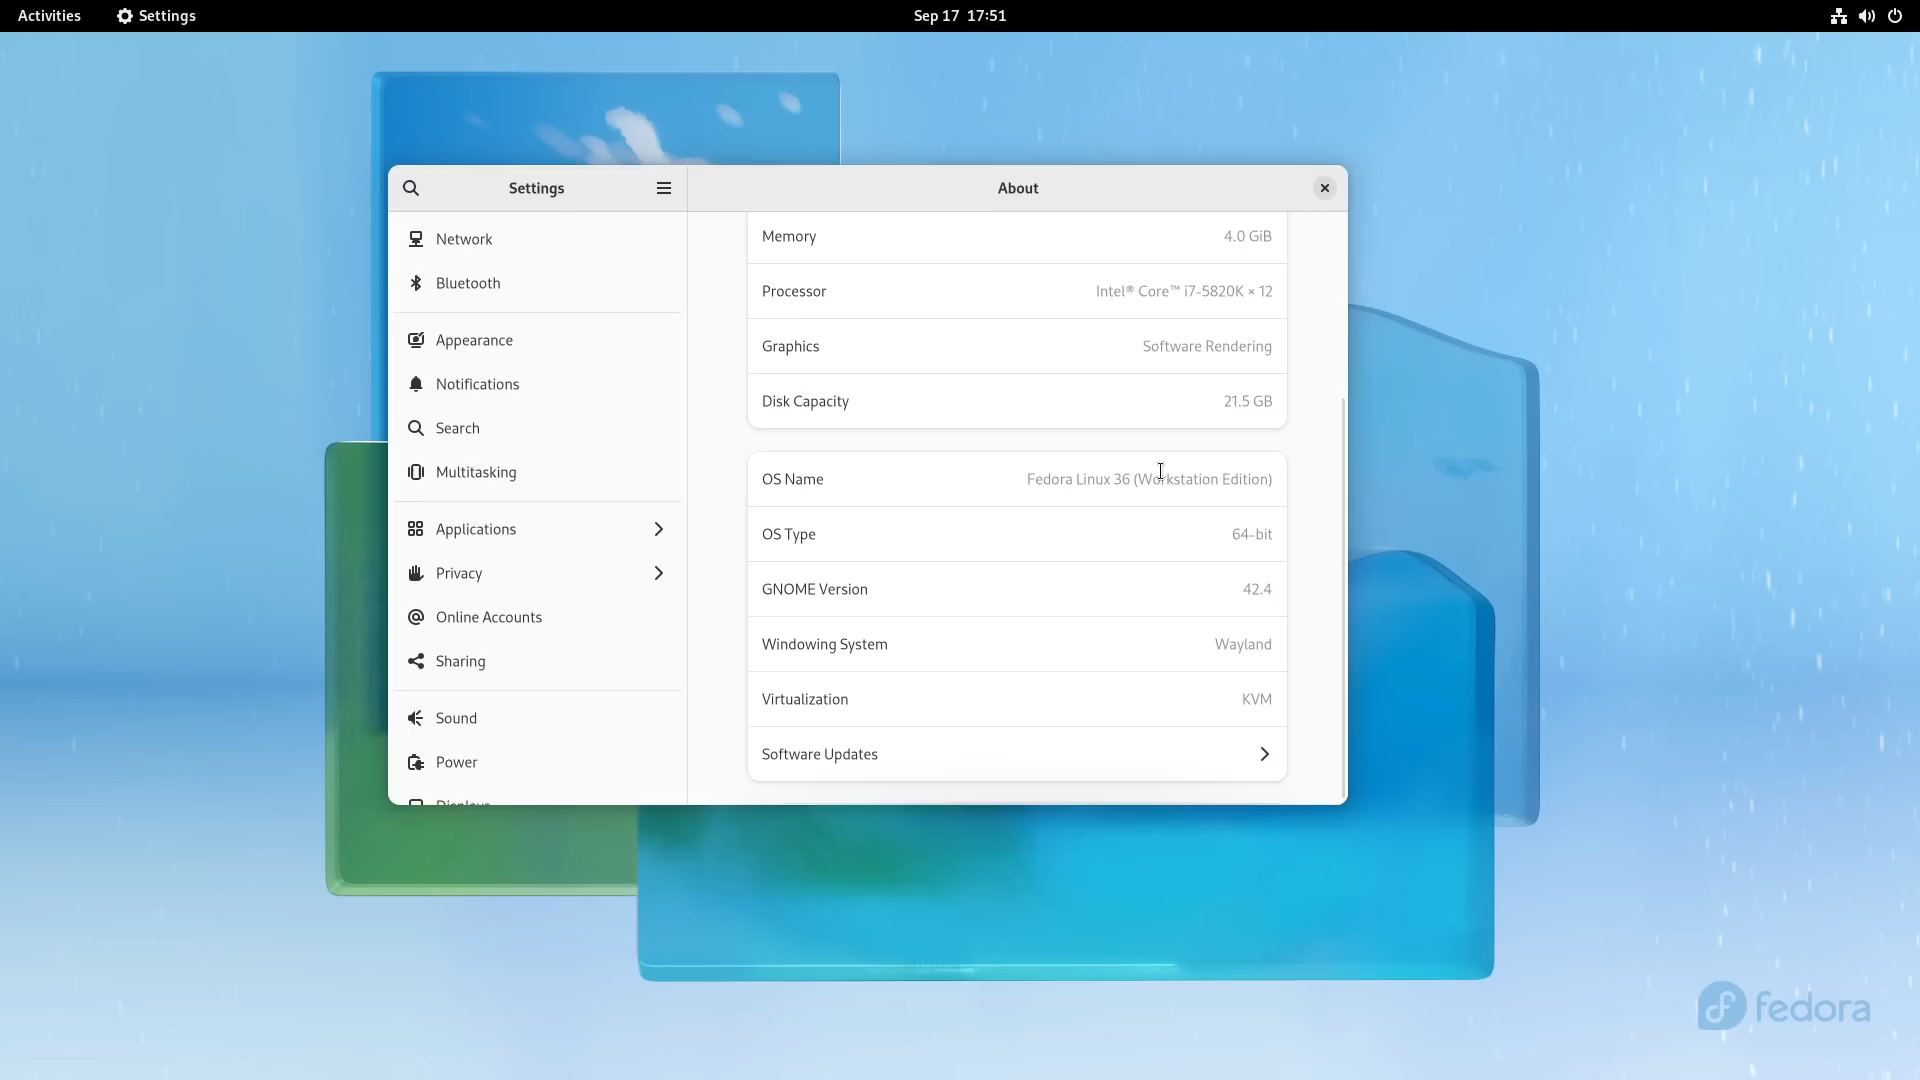 Activities Settings Sep 17 17:51
Settings About
Network
Bluetooth
Appearance
Notifications
Search
Multitasking
Applications
Privacy
Online Accounts
Sharing
Sound
Power
Displays
Memory 4.0 GiB
Processor Intel® Core™ i7-5820K × 12
Graphics Software Rendering
Disk Capacity 21.5 GB
OS Name Fedora Linux 36 (Workstation Edition)
OS Type 64-bit
GNOME Version 42.4
Windowing System Wayland
Virtualization KVM
Software Updates
fedora